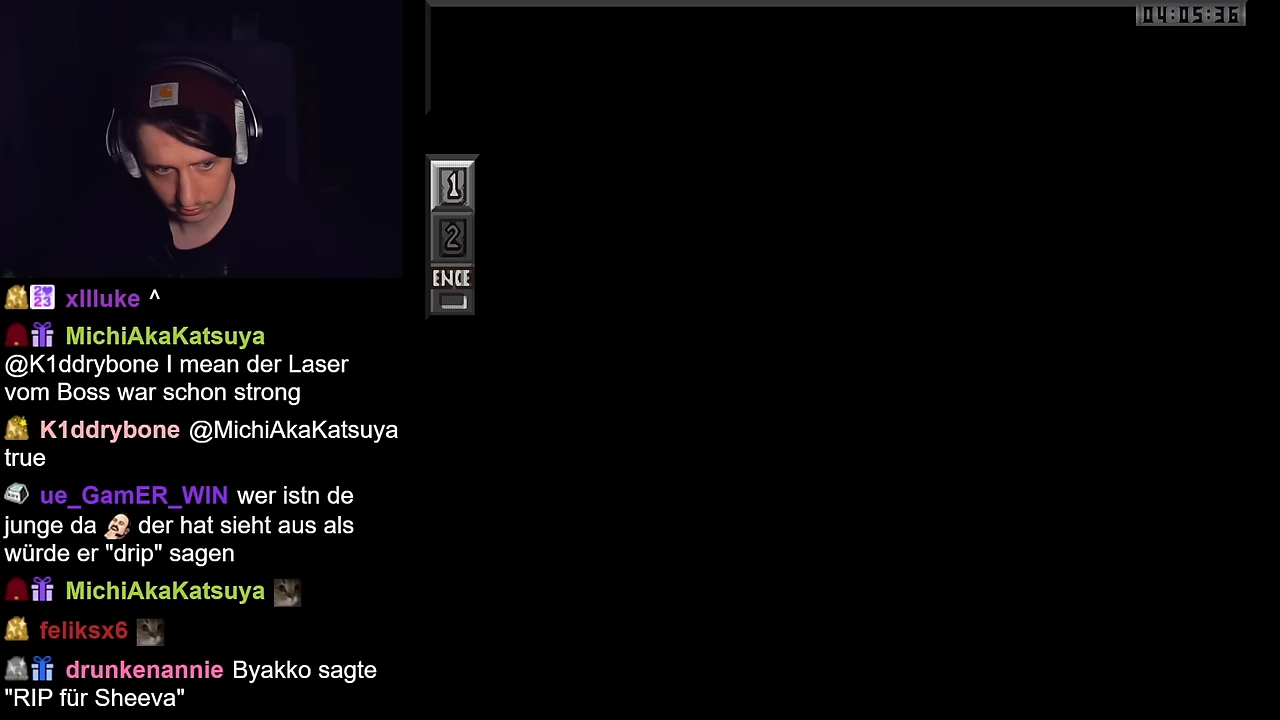 04:05:36
1
2
ENCE
xIIIuke ^
MichiAkaKatsuya
@K1ddrybone I mean der Laser
vom Boss war schon strong
K1ddrybone @MichiAkaKatsuya
true
ue_GamER_WIN wer istn de
junge da der hat sieht aus als
würde er "drip" sagen
MichiAkaKatsuya
feliksx6
drunkenannie Byakko sagte
"RIP für Sheeva"